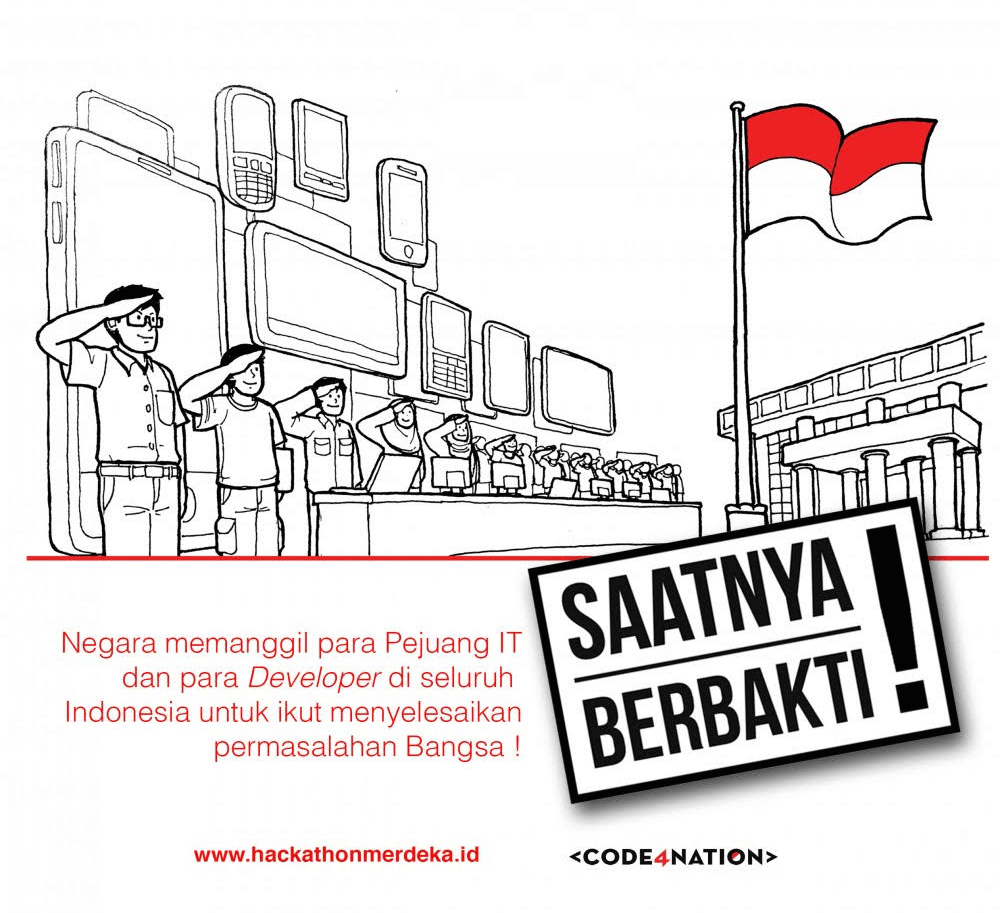 SAATNYA
BERBAKTI !
Negara memanggil para Pejuang IT
dan para Developer di seluruh
Indonesia untuk ikut menyelesaikan
permasalahan Bangsa !
www.hackathonmerdeka.id
<CODE4NATION>